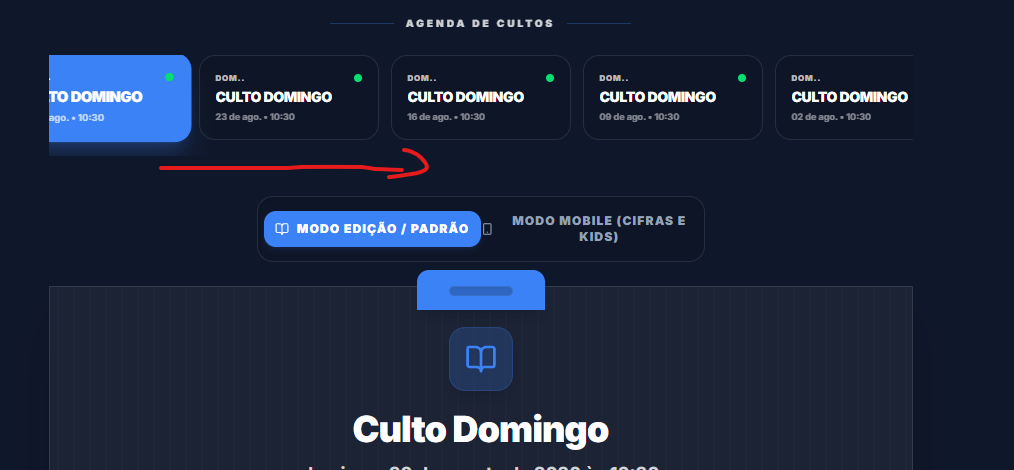 AGENDA DE CULTOS
TO DOMINGO
ago. • 10:30
DOM..
CULTO DOMINGO
23 de ago. • 10:30
DOM..
CULTO DOMINGO
16 de ago. • 10:30
DOM..
CULTO DOMINGO
09 de ago. • 10:30
DOM..
CULTO DOMINGO
02 de ago. • 10:30
MODO EDIÇÃO / PADRÃO
MODO MOBILE (CIFRAS E
KIDS)
Culto Domingo